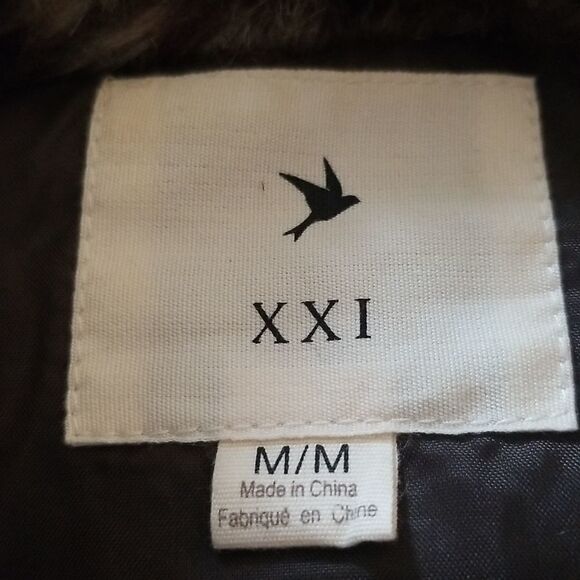 XXI
M/M
Made in China
Fabriqué en Chine